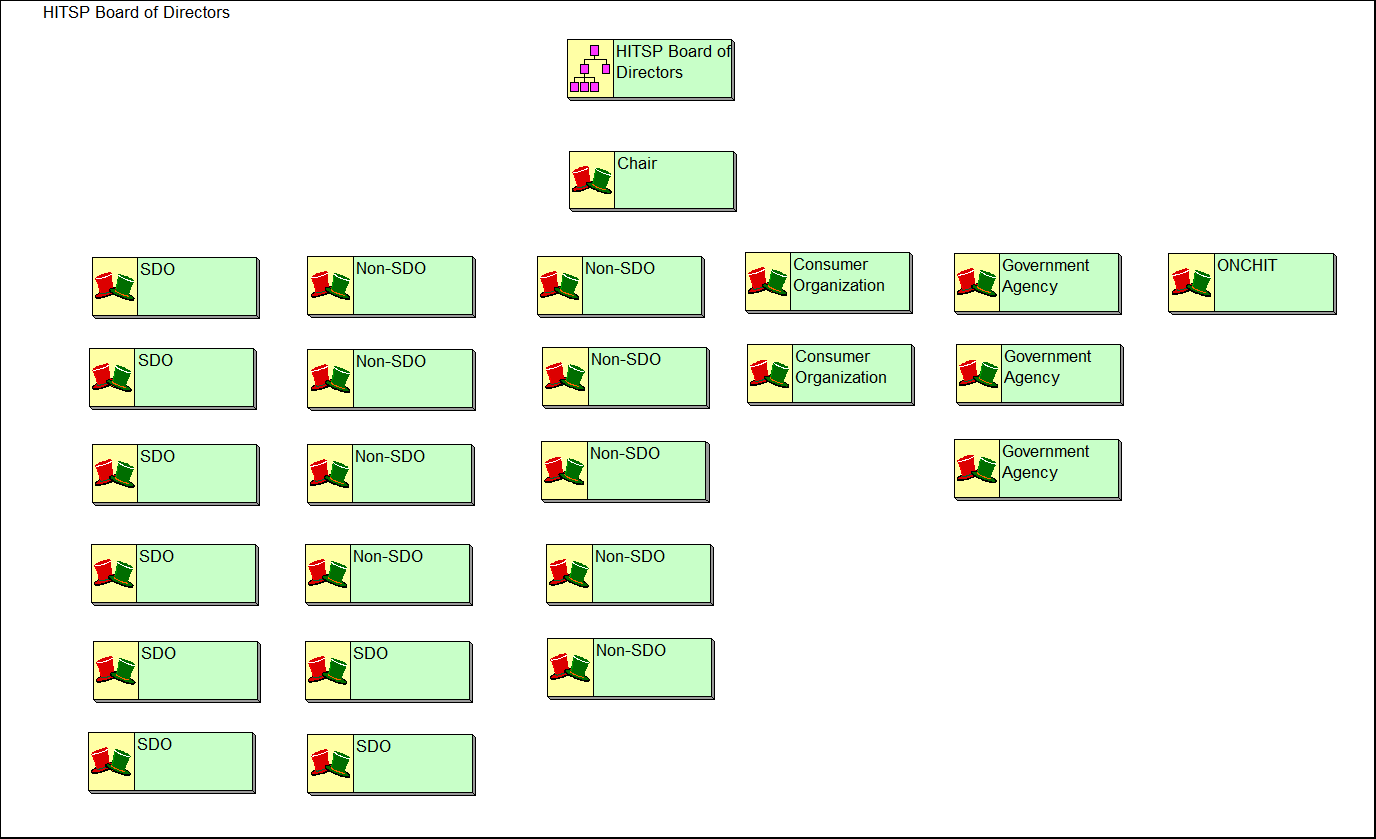 HITSP Board of Directors
HITSP Board of
Directors
Chair
SDO
Non-SDO
Non-SDO
Consumer
Organization
Government
Agency
ONCHIT
SDO
Non-SDO
Non-SDO
Consumer
Organization
Government
Agency
SDO
Non-SDO
Non-SDO
Government
Agency
SDO
Non-SDO
Non-SDO
SDO
SDO
Non-SDO
SDO
SDO